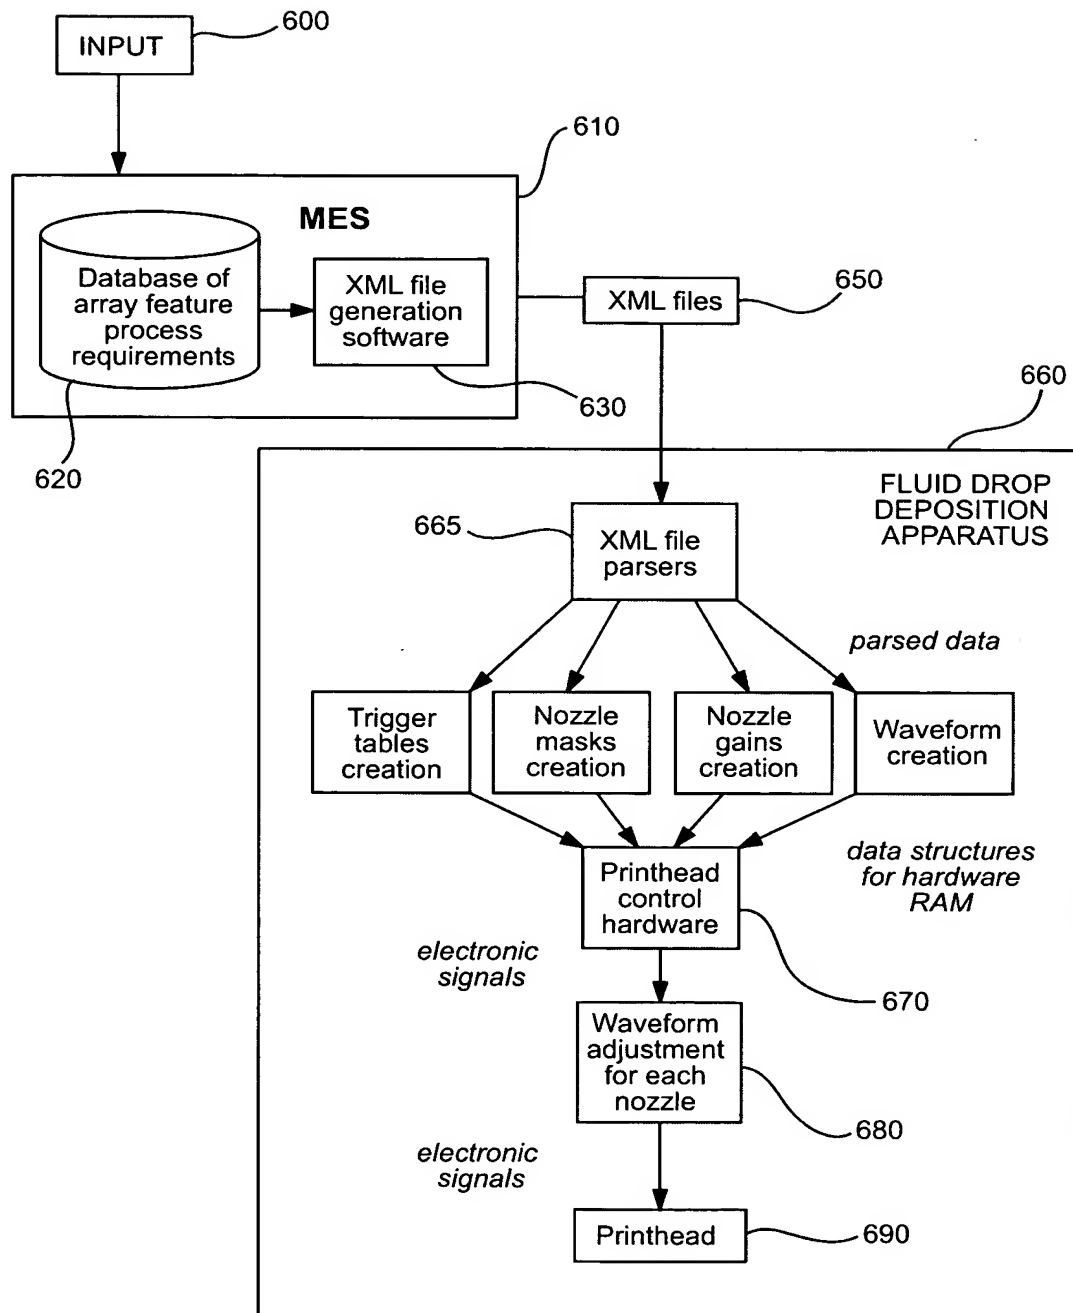 600
INPUT
610
MES
Database of
array feature
process
requirements
XML file
generation
software
XML files
650
630
620
660
FLUID DROP
DEPOSITION
APPARATUS
665
XML file
parsers
parsed data
Trigger
tables
creation
Nozzle
masks
creation
Nozzle
gains
creation
Waveform
creation
data structures
for hardware
RAM
Printhead
control
hardware
electronic
signals
670
Waveform
adjustment
for each
nozzle
680
electronic
signals
Printhead
690